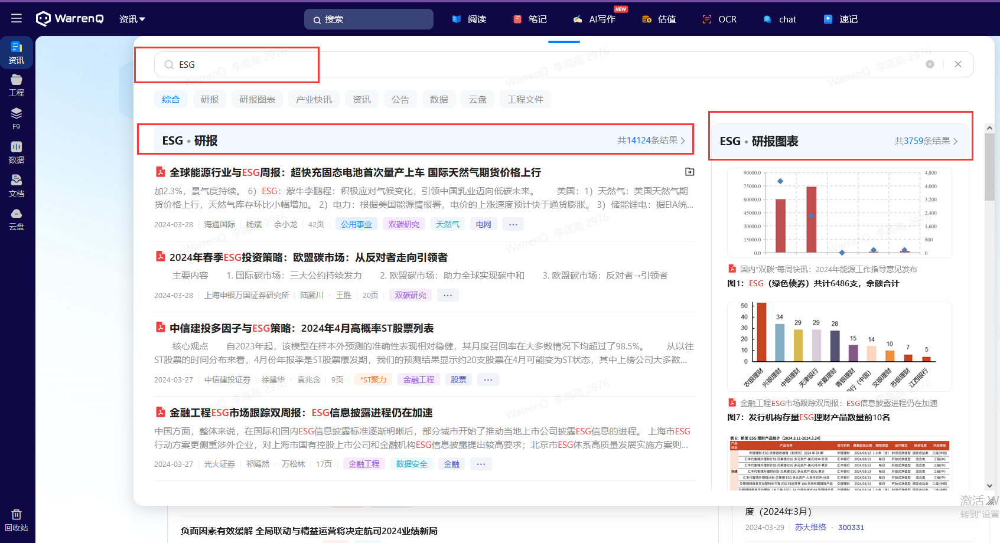 WarrenQ
资讯
搜索
阅读
笔记
AI写作
NEW
估值
OCR
chat
速记
资讯
工程
F9
数据
文档
云盘
回收站
ESG
综合
研报
研报图表
产业快讯
资讯
公告
数据
云盘
工程文件
ESG • 研报
共14124条结果
全球能源行业与ESG周报：超快充固态电池首次量产上车 国际天然气期货价格上行
加2.3%，景气度持续。 6）ESG：蒙牛李鹏程：积极应对气候变化，引领中国乳业迈向低碳未来。 美国：1）天然气：美国天然气期
货价格上行，天然气库存环比小幅增加。 2）电力：根据美国能源情报署，电价的上涨速度预计快于通货膨胀。 3）储能锂电：据EIA统...
2024-03-28 海通国际 杨斌 · 余小龙 42页 公用事业 双碳研究 天然气 电网 ...
2024年春季ESG投资策略：欧盟碳市场：从反对者走向引领者
主要内容 1. 国际碳市场：三大公约持续发力 2. 欧盟碳市场：助力全球实现碳中和 3. 欧盟碳市场：反对者→引领者
2024-03-28 上海申银万国证券研究所 陆灏川 · 王胜 20页 双碳研究 ...
中信建投多因子与ESG策略：2024年4月高概率ST股票列表
核心观点 自2023年起，该模型在样本外预测的准确性表现相对稳健，其月度召回率在大多数情况下均超过了98.5%。 从以往
ST股票的时间分布来看，4月份年报季是ST股票爆发期，我们的预测结果显示约20支股票在4月可能变为ST状态，其中上榜公司大多数...
2024-03-27 中信建投证券 徐建华 · 袁兆含 9页 *ST聚力 金融工程 股票 ...
金融工程ESG市场跟踪双周报：ESG信息披露进程仍在加速
中国方面，整体来说，在国际和国内ESG信息披露标准逐渐明晰后，部分城市开始了推动当地上市公司披露ESG信息的进程。 上海市ESG
行动方案更侧重涉外企业，对上海市国有控股上市公司和金融机构ESG信息披露提出较高要求；北京市ESG体系高质量发展实施方案则...
2024-03-27 光大证券 祁嫣然 · 万松林 17页 金融工程 数据安全 金融 ...
ESG • 研报图表
共3759条结果
90000.0
75000.0
60000.0
45000.0
30000.0
15000.0
0.0
4,800
4,000
3,200
2,400
1,600
800
0
国内“双碳”每周快讯：2024年能源工作指导意见发布
图1：ESG（绿色债券）共计6486支，余额合计
50
40
30
20
10
0
34
29
29
28
15
14
10
7
5
农银理财
兴银理财
中银理财
天津银行
华夏理财
青银理财
行（中国）
交银理财
苏银理财
江西银行
金融工程ESG市场跟踪双周报：ESG信息披露进程仍在加速
图7：发行机构存量ESG理财产品数量前10名
表 6：新发 ESG 理财产品统计（2024.3.11-2024.3.24）
产品状态 产品名称 发行机构 募集起始日期 期限类型 运作模式 投资性质 风险等级
存续
负面因素有效缓解 全局联动与精益运营将决定航司2024业绩新局
度（2024年3月）
2024-03-29 苏大维格 · 300331
激活 W
转到“设置
WarrenQ 李高高 2976